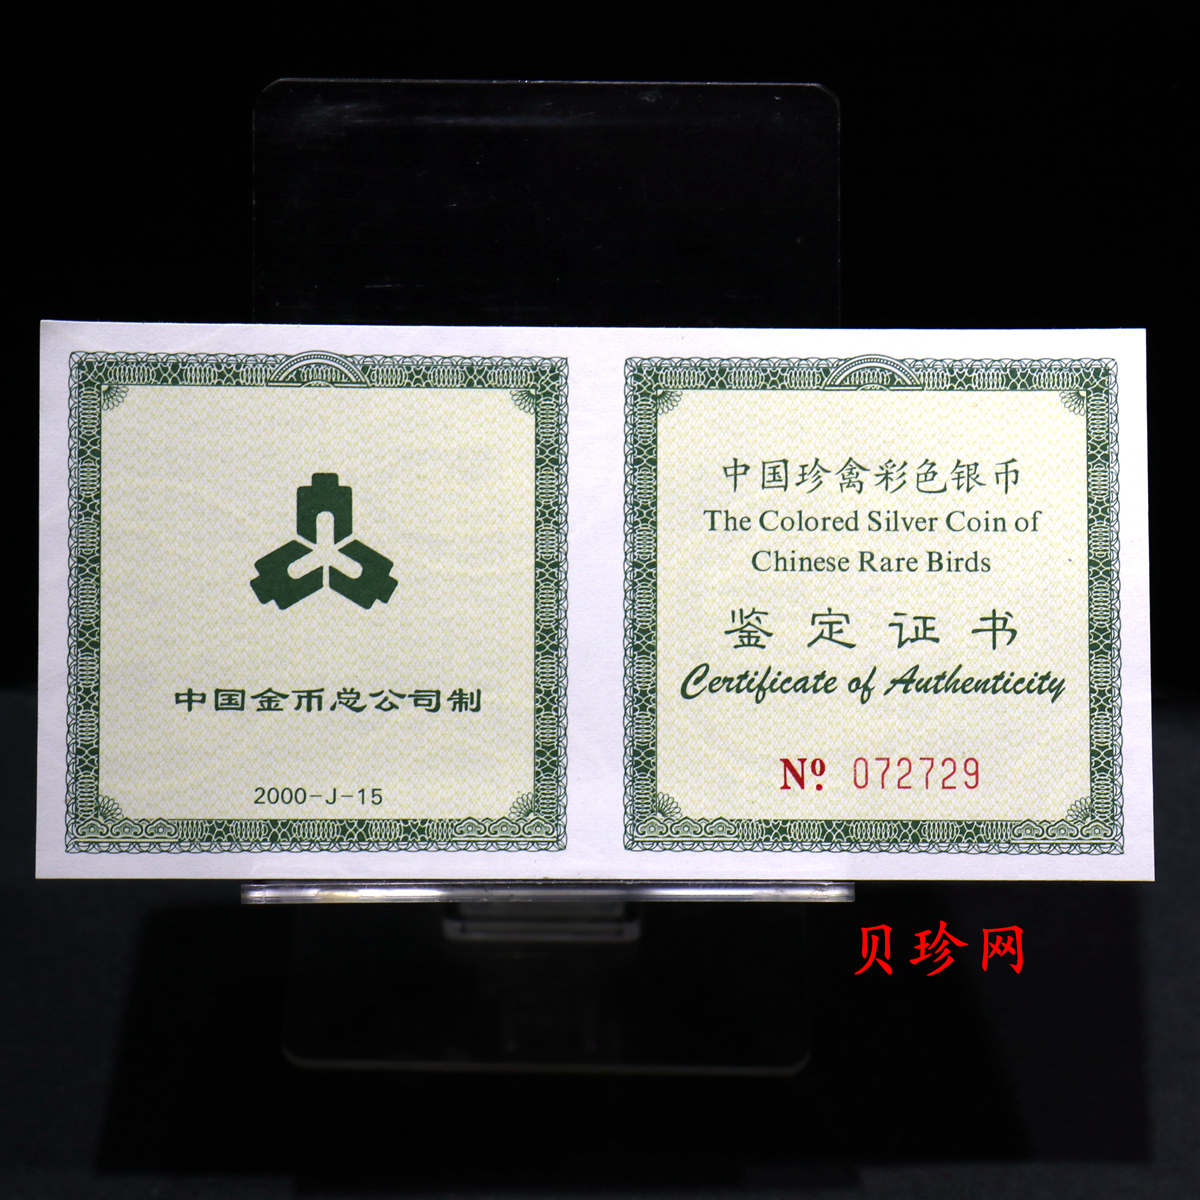 中国金币总公司制
2000-J-15
中国珍禽彩色银币
The Colored Silver Coin of
Chinese Rare Birds
鉴定证书
Certificate of Authenticity
Nº. 072729
贝珍网